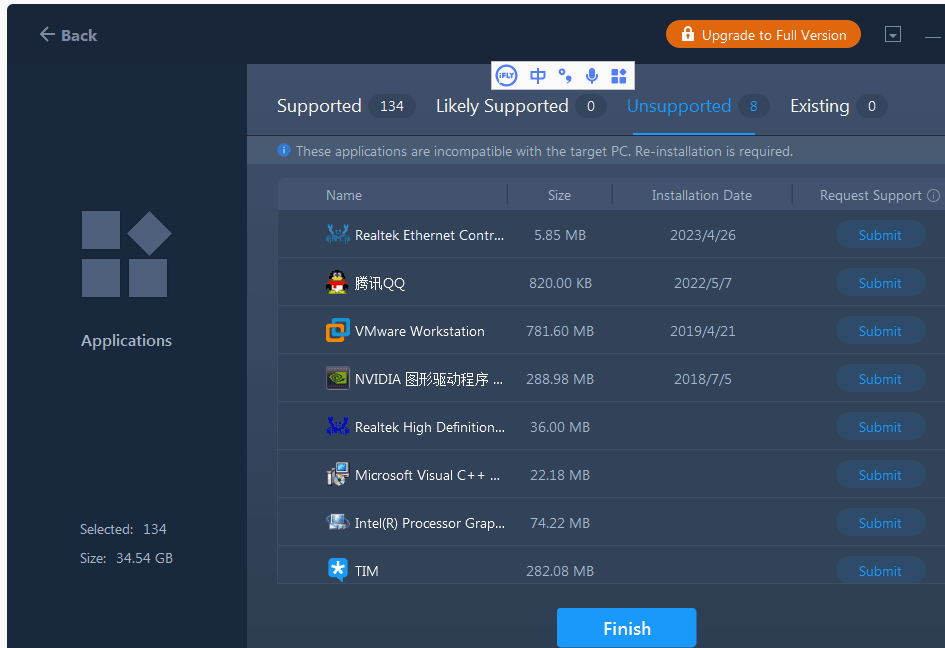 Back
Upgrade to Full Version
iFLY 中
Supported 134 Likely Supported 0 Unsupported 8 Existing 0
These applications are incompatible with the target PC. Re-installation is required.
Name Size Installation Date Request Support
Realtek Ethernet Contr... 5.85 MB 2023/4/26 Submit
腾讯QQ 820.00 KB 2022/5/7 Submit
VMware Workstation 781.60 MB 2019/4/21 Submit
NVIDIA 图形驱动程序 ... 288.98 MB 2018/7/5 Submit
Realtek High Definition... 36.00 MB Submit
Microsoft Visual C++ ... 22.18 MB Submit
Intel(R) Processor Grap... 74.22 MB Submit
TIM 282.08 MB Submit
Applications
Selected: 134
Size: 34.54 GB
Finish